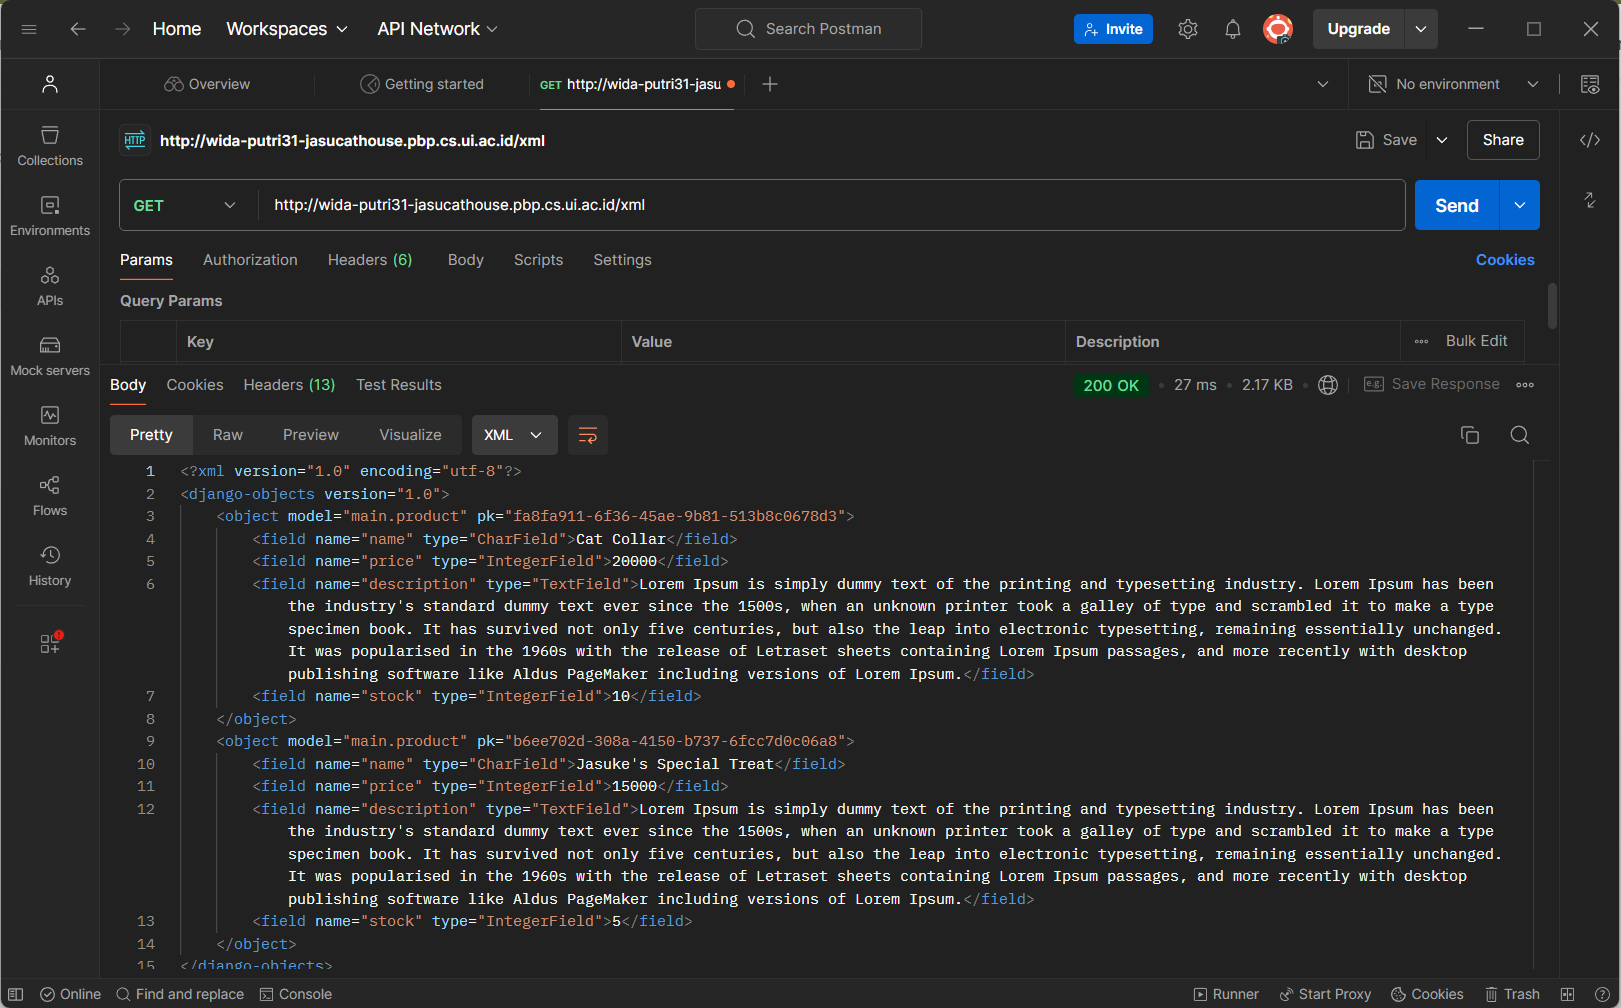 Home Workspaces API Network Search Postman Invite Upgrade
Overview Getting started GET http://wida-putri31-jasu No environment
HTTP http://wida-putri31-jasucathouse.pbp.cs.ui.ac.id/xml Save Share
Collections
GET http://wida-putri31-jasucathouse.pbp.cs.ui.ac.id/xml Send
Environments
Params Authorization Headers (6) Body Scripts Settings Cookies
APIs
Query Params
Key Value Description Bulk Edit
Mock servers
Body Cookies Headers (13) Test Results 200 OK 27 ms 2.17 KB e.g. Save Response
Monitors
Pretty Raw Preview Visualize XML
Flows
History
1 <?xml version="1.0" encoding="utf-8"?>
2 <django-objects version="1.0">
3 <object model="main.product" pk="fa8fa911-6f36-45ae-9b81-513b8c0678d3">
4 <field name="name" type="CharField">Cat Collar</field>
5 <field name="price" type="IntegerField">20000</field>
6 <field name="description" type="TextField">Lorem Ipsum is simply dummy text of the printing and typesetting industry. Lorem Ipsum has been
the industry's standard dummy text ever since the 1500s, when an unknown printer took a galley of type and scrambled it to make a type
specimen book. It has survived not only five centuries, but also the leap into electronic typesetting, remaining essentially unchanged.
It was popularised in the 1960s with the release of Letraset sheets containing Lorem Ipsum passages, and more recently with desktop
publishing software like Aldus PageMaker including versions of Lorem Ipsum.</field>
7 <field name="stock" type="IntegerField">10</field>
8 </object>
9 <object model="main.product" pk="b6ee702d-308a-4150-b737-6fcc7d0c06a8">
10 <field name="name" type="CharField">Jasuke's Special Treat</field>
11 <field name="price" type="IntegerField">15000</field>
12 <field name="description" type="TextField">Lorem Ipsum is simply dummy text of the printing and typesetting industry. Lorem Ipsum has been
the industry's standard dummy text ever since the 1500s, when an unknown printer took a galley of type and scrambled it to make a type
specimen book. It has survived not only five centuries, but also the leap into electronic typesetting, remaining essentially unchanged.
It was popularised in the 1960s with the release of Letraset sheets containing Lorem Ipsum passages, and more recently with desktop
publishing software like Aldus PageMaker including versions of Lorem Ipsum.</field>
13 <field name="stock" type="IntegerField">5</field>
14 </object>
15 </django-objects>
Online Find and replace Console Runner Start Proxy Cookies Trash